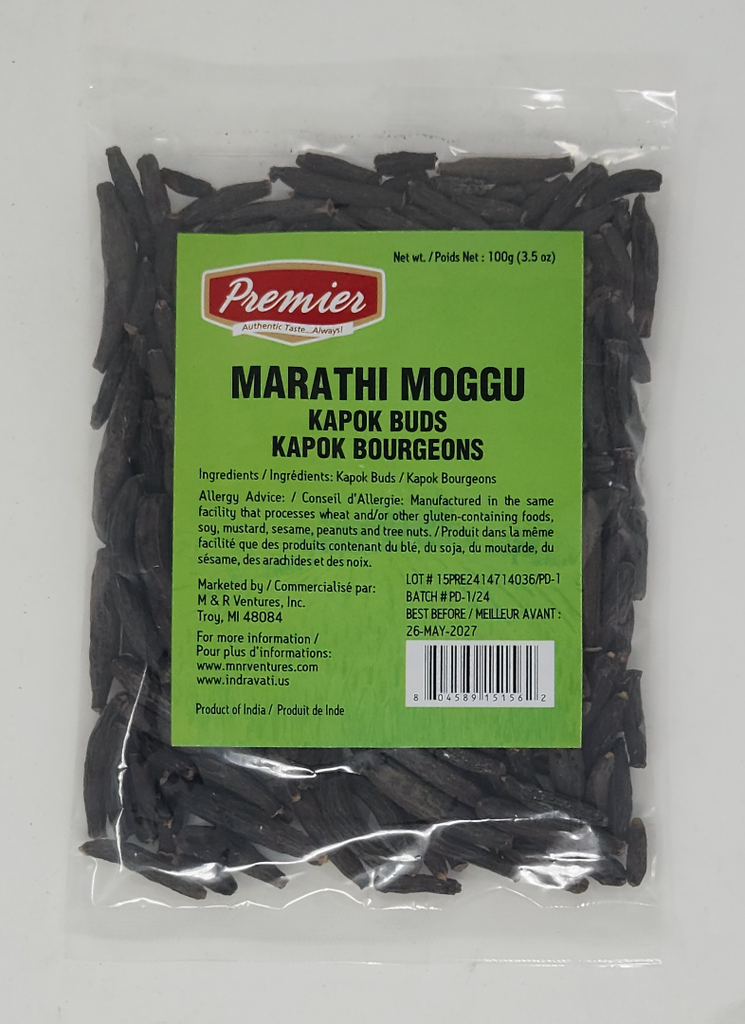 Net wt. / Poids Net : 100g (3.5 oz)
Premier
Authentic Taste...Always!
MARATHI MOGGU
KAPOK BUDS
KAPOK BOURGEONS
Ingredients / Ingrédients: Kapok Buds / Kapok Bourgeons
Allergy Advice: / Conseil d'Allergie: Manufactured in the same
facility that processes wheat and/or other gluten-containing foods,
soy, mustard, sesame, peanuts and tree nuts. / Produit dans la même
facilité que des produits contenant du blé, du soja, du moutarde, du
sésame, des arachides et des noix.
Marketed by / Commercialisé par:
M & R Ventures, Inc.
Troy, MI 48084
For more information /
Pour plus d'informations:
www.mnrventures.com
www.indravati.us
Product of India / Produit de Inde
LOT # 15PRE2414714036/PD-1
BATCH # PD-1/24
BEST BEFORE / MEILLEUR AVANT :
26-MAY-2027
8 04589 15156 2